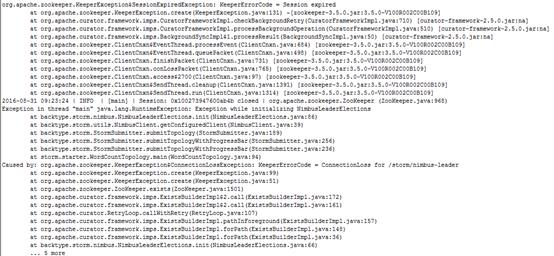 org.apache.zookeeper.KeeperException$SessionExpiredException: KeeperErrorCode = Session expired
at org.apache.zookeeper.KeeperException.create(KeeperException.java:131) ~[zookeeper-3.5.0.jar:3.5.0-V100R002C00B109]
at org.apache.curator.framework.imps.CuratorFrameworkImpl.checkBackgroundRetry(CuratorFrameworkImpl.java:710) [curator-framework-2.5.0.jar:na]
at org.apache.curator.framework.imps.CuratorFrameworkImpl.processBackgroundOperation(CuratorFrameworkImpl.java:510) [curator-framework-2.5.0.jar:na]
at org.apache.curator.framework.imps.BackgroundSyncImpl$1.processResult(BackgroundSyncImpl.java:50) [curator-framework-2.5.0.jar:na]
at org.apache.zookeeper.ClientCnxn$EventThread.processEvent(ClientCnxn.java:684) [zookeeper-3.5.0.jar:3.5.0-V100R002C00B109]
at org.apache.zookeeper.ClientCnxn$EventThread.queuePacket(ClientCnxn.java:498) [zookeeper-3.5.0.jar:3.5.0-V100R002C00B109]
at org.apache.zookeeper.ClientCnxn.finishPacket(ClientCnxn.java:731) [zookeeper-3.5.0.jar:3.5.0-V100R002C00B109]
at org.apache.zookeeper.ClientCnxn.conLossPacket(ClientCnxn.java:765) [zookeeper-3.5.0.jar:3.5.0-V100R002C00B109]
at org.apache.zookeeper.ClientCnxn.access$2700(ClientCnxn.java:97) [zookeeper-3.5.0.jar:3.5.0-V100R002C00B109]
at org.apache.zookeeper.ClientCnxn$SendThread.cleanup(ClientCnxn.java:1391) [zookeeper-3.5.0.jar:3.5.0-V100R002C00B109]
at org.apache.zookeeper.ClientCnxn$SendThread.run(ClientCnxn.java:1314) [zookeeper-3.5.0.jar:3.5.0-V100R002C00B109]
2016-08-31 09:23:24 | INFO | [main] | Session: closed | org.apache.zookeeper.ZooKeeper (ZooKeeper.java:968)
Exception in thread "main" java.lang.RuntimeException: Exception while initializing NimbusLeaderElections
at backtype.storm.nimbus.NimbusLeaderElections.init(NimbusLeaderElections.java:86)
at backtype.storm.utils.NimbusClient.getConfiguredClient(NimbusClient.java:39)
at backtype.storm.StormSubmitter.submitTopology(StormSubmitter.java:189)
at backtype.storm.StormSubmitter.submitTopologyWithProgressBar(StormSubmitter.java:256)
at backtype.storm.StormSubmitter.submitTopologyWithProgressBar(StormSubmitter.java:236)
at storm.starter.WordCountTopology.main(WordCountTopology.java:94)
Caused by: org.apache.zookeeper.KeeperException$ConnectionLossException: KeeperErrorCode = ConnectionLoss for /storm/nimbus-leader
at org.apache.zookeeper.KeeperException.create(KeeperException.java:99)
at org.apache.zookeeper.KeeperException.create(KeeperException.java:51)
at org.apache.zookeeper.ZooKeeper.exists(ZooKeeper.java:1501)
at org.apache.curator.framework.imps.ExistsBuilderImpl$2.call(ExistsBuilderImpl.java:172)
at org.apache.curator.framework.imps.ExistsBuilderImpl$2.call(ExistsBuilderImpl.java:161)
at org.apache.curator.RetryLoop.callWithRetry(RetryLoop.java:107)
at org.apache.curator.framework.imps.ExistsBuilderImpl.pathInForeground(ExistsBuilderImpl.java:157)
at org.apache.curator.framework.imps.ExistsBuilderImpl.forPath(ExistsBuilderImpl.java:148)
at org.apache.curator.framework.imps.ExistsBuilderImpl.forPath(ExistsBuilderImpl.java:36)
at backtype.storm.nimbus.NimbusLeaderElections.init(NimbusLeaderElections.java:66)
... 5 more